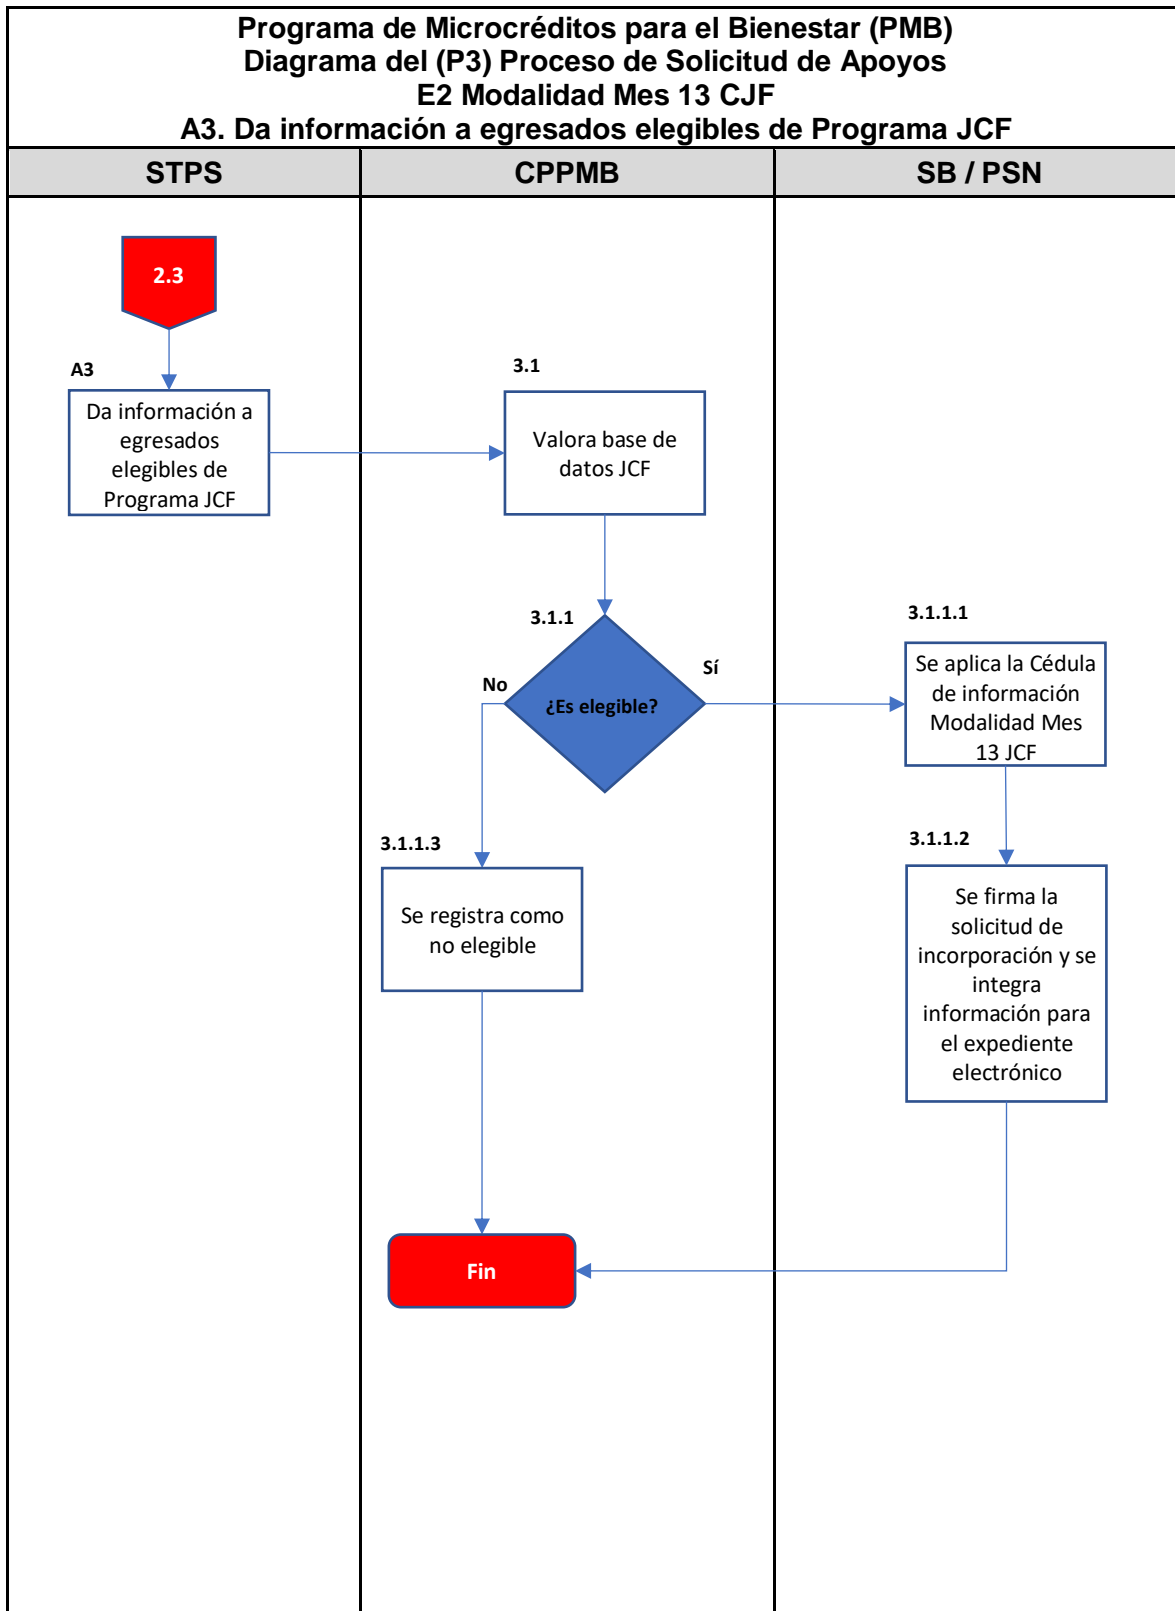 Programa de Microcréditos para el Bienestar (PMB)
Diagrama del (P3) Proceso de Solicitud de Apoyos
E2 Modalidad Mes 13 CJF
A3. Da información a egresados elegibles de Programa JCF
STPS
CPPMB
SB / PSN
2.3
A3
Da información a
egresados
elegibles de
Programa JCF
3.1
Valora base de
datos JCF
3.1.1
¿Es elegible?
No
Sí
3.1.1.1
Se aplica la Cédula
de información
Modalidad Mes
13 JCF
3.1.1.3
Se registra como
no elegible
3.1.1.2
Se firma la
solicitud de
incorporación y se
integra
información para
el expediente
electrónico
Fin